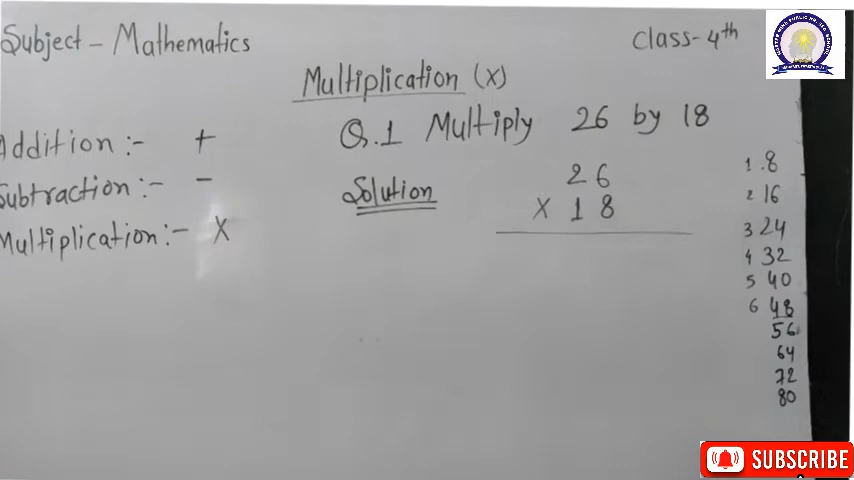 Subject - Mathematics
Class - 4th
Multiplication (x)
Addition :- +
Subtraction :- -
Multiplication :- X
Q.1 Multiply 26 by 18
Solution
26
X 18
1 .8
2 16
3 24
4 32
5 40
6 48
56
64
72
80
SUBSCRIBE